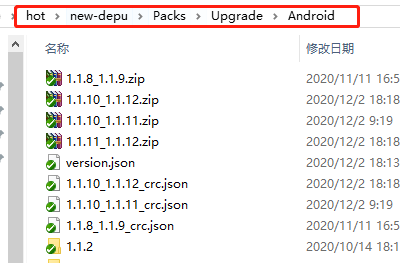 hot > new-depu > Packs > Upgrade > Android
名称 修改日期
1.1.8_1.1.9.zip 2020/11/11 16:5
1.1.10_1.1.12.zip 2020/12/2 18:18
1.1.10_1.1.11.zip 2020/12/2 9:19
1.1.11_1.1.12.zip 2020/12/2 18:18
version.json 2020/12/2 18:13
1.1.10_1.1.12_crc.json 2020/12/2 18:18
1.1.10_1.1.11_crc.json 2020/12/2 9:19
1.1.8_1.1.9_crc.json 2020/11/11 16:5
1.1.2 2020/10/14 18:1